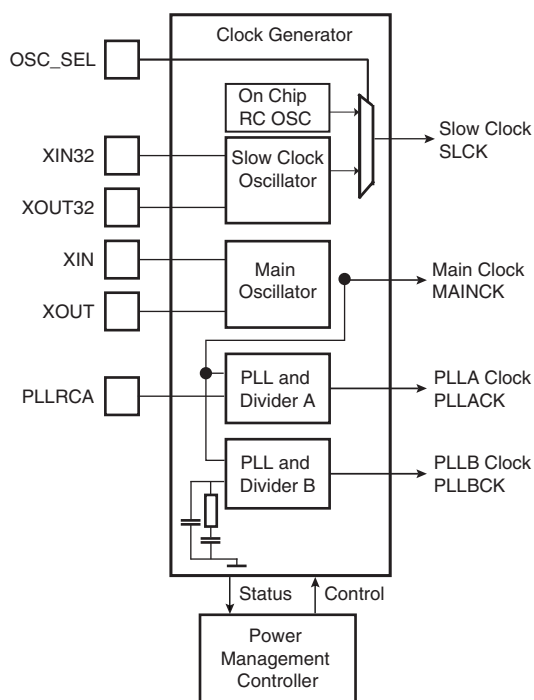 Clock Generator
OSC_SEL
On Chip
RC OSC
Slow Clock
SLCK
XIN32
Slow Clock
Oscillator
XOUT32
XIN
Main
Oscillator
Main Clock
MAINCK
XOUT
PLLRCA
PLL and
Divider A
PLLA Clock
PLLACK
PLL and
Divider B
PLLB Clock
PLLBCK
Status
Control
Power
Management
Controller